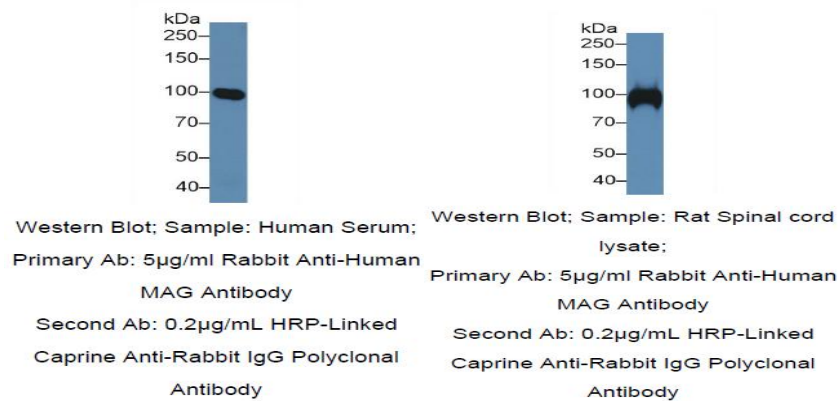 kDa
250
150
100
70
50
40
Western Blot; Sample: Human Serum;
Primary Ab: 5μg/ml Rabbit Anti-Human
MAG Antibody
Second Ab: 0.2μg/mL HRP-Linked
Caprine Anti-Rabbit IgG Polyclonal
Antibody
kDa
250
150
100
70
50
40
Western Blot; Sample: Rat Spinal cord
lysate;
Primary Ab: 5μg/ml Rabbit Anti-Human
MAG Antibody
Second Ab: 0.2μg/mL HRP-Linked
Caprine Anti-Rabbit IgG Polyclonal
Antibody